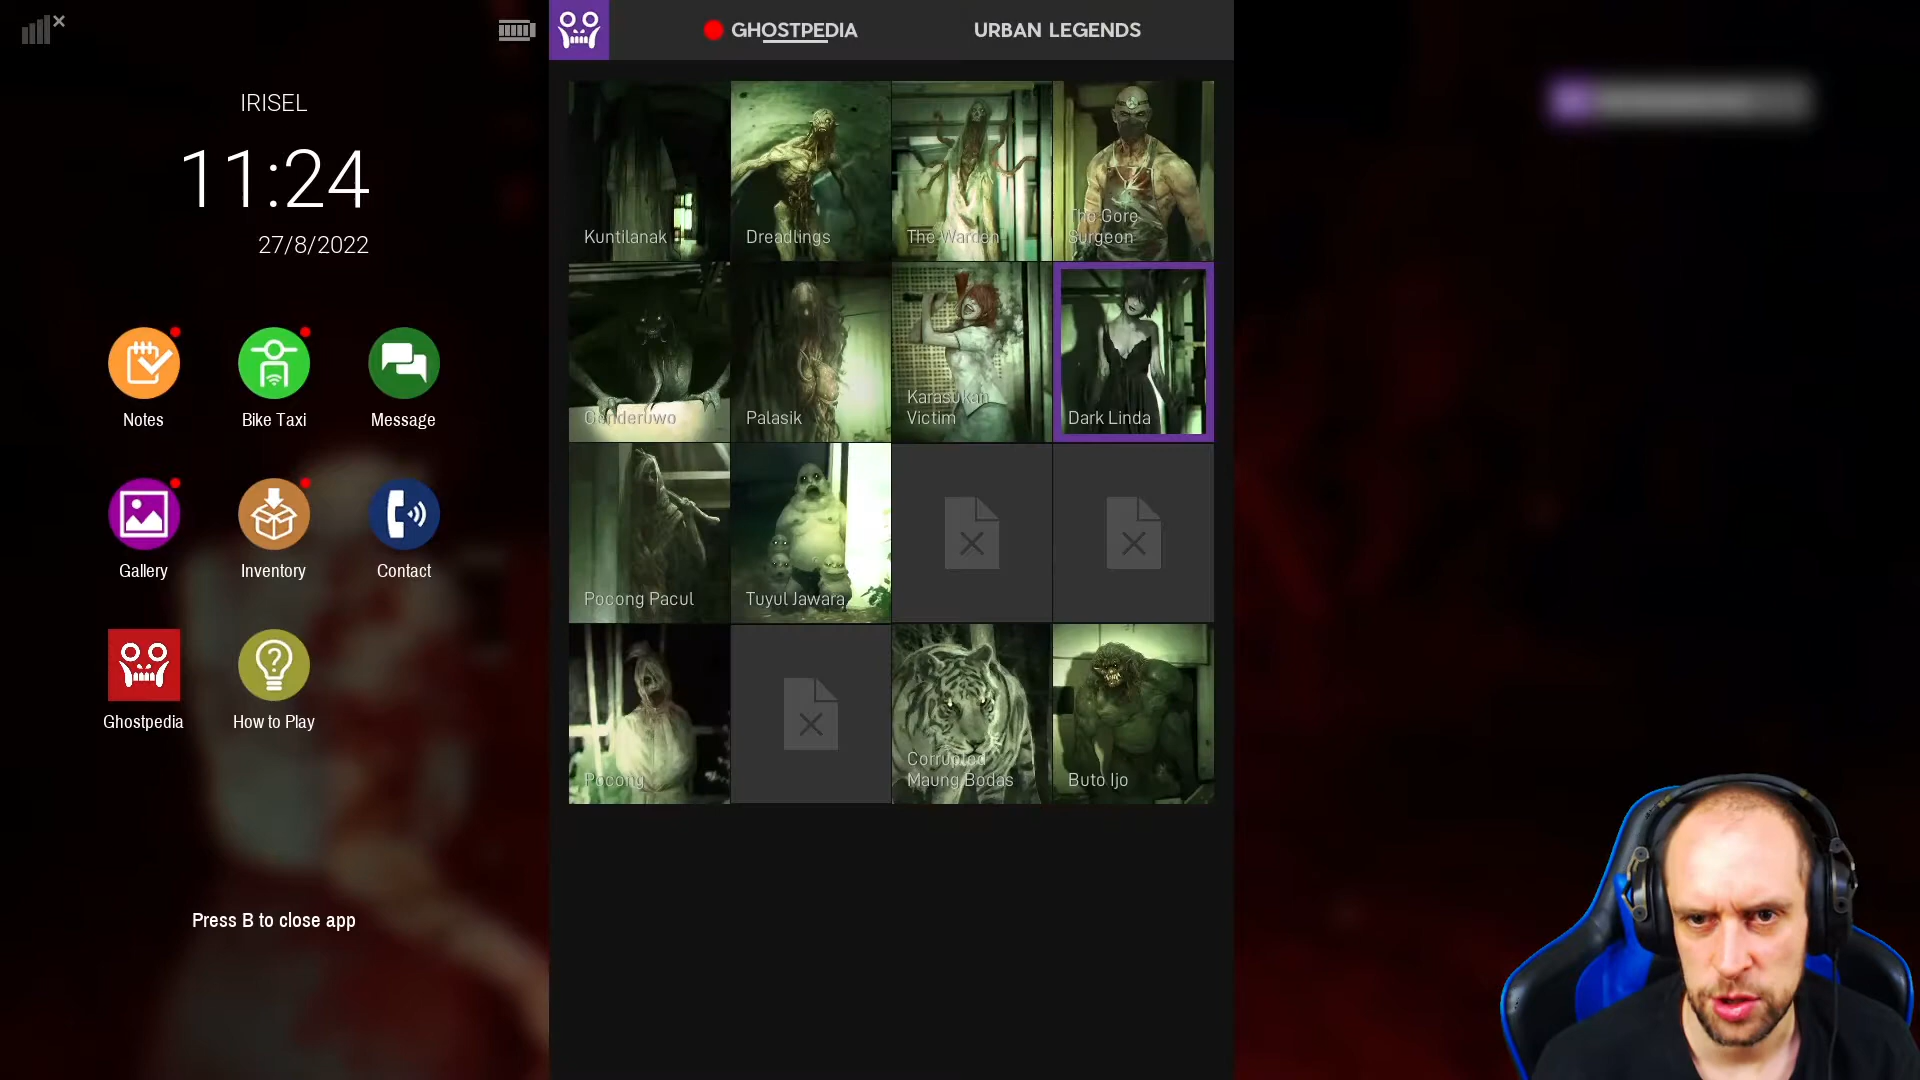 IRISEL
11:24
27/8/2022
Notes
Bike Taxi
Message
Gallery
Inventory
Contact
Ghostpedia
How to Play
Press B to close app
GHOSTPEDIA
URBAN LEGENDS
Kuntilanak
Dreadlings
The Warden
The Gore
Surgeon
Genderuwo
Palasik
Karasukan
Victim
Dark Linda
Pocong Pacul
Tuyul Jawara
Pocong
Corrupted
Maung Bodas
Buto Ijo